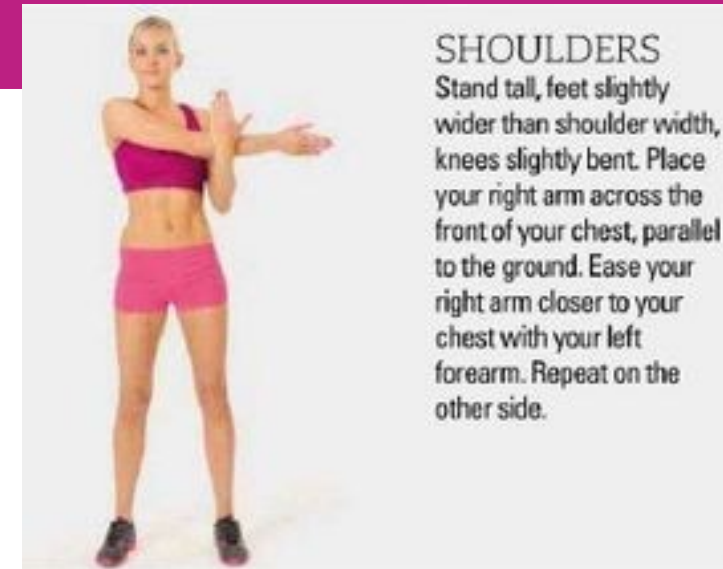 SHOULDERS
Stand tall, feet slightly
wider than shoulder width,
knees slightly bent. Place
your right arm across the
front of your chest, parallel
to the ground. Ease your
right arm closer to your
chest with your left
forearm. Repeat on the
other side.